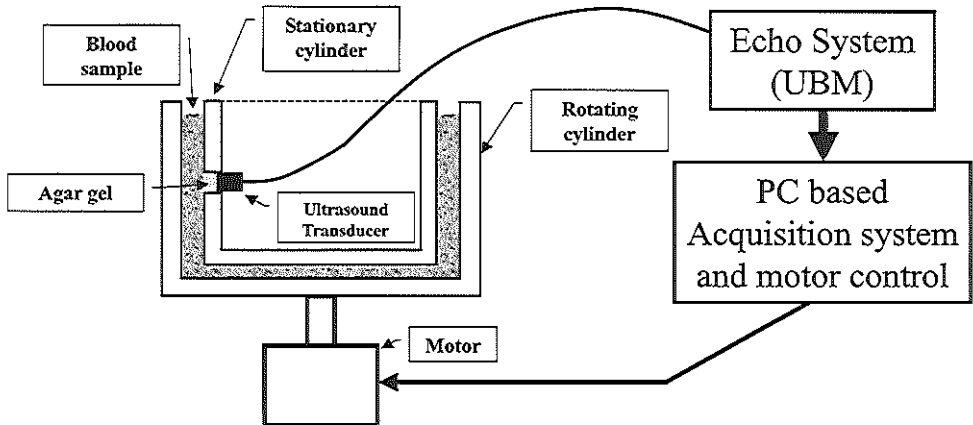 Blood
sample
Stationary
cylinder
Echo System
(UBM)
Rotating
cylinder
Agar gel
Ultrasound
Transducer
PC based
Acquisition system
and motor control
Motor